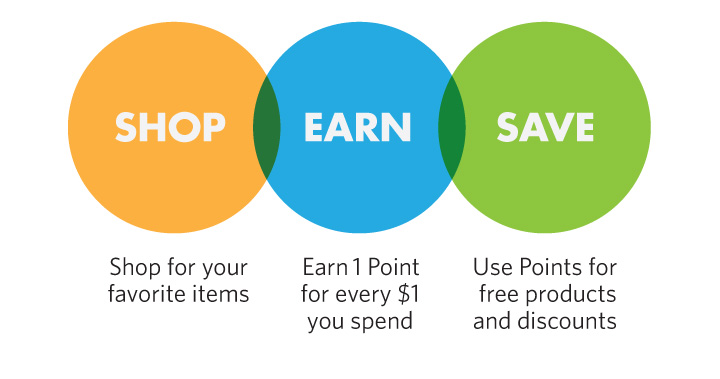 SHOP
EARN
SAVE
Shop for your
favorite items
Earn 1 Point
for every $1
you spend
Use Points for
free products
and discounts